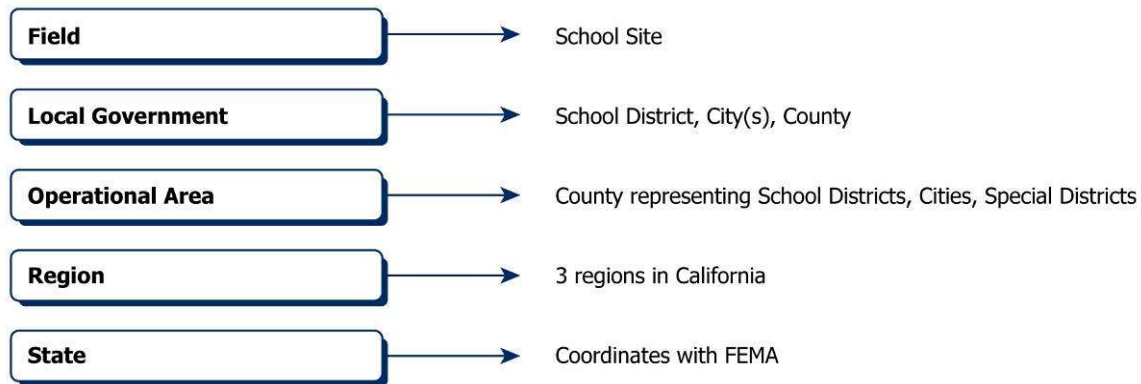 Field
School Site
Local Government
School District, City(s), County
Operational Area
County representing School Districts, Cities, Special Districts
Region
3 regions in California
State
Coordinates with FEMA